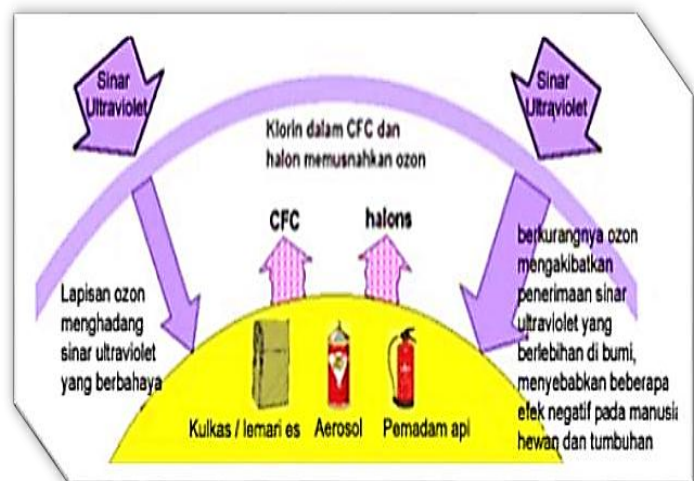 Sinar
Ultraviolet
Sinar
Ultraviolet
Klorin dalam CFC dan
halon memusnahkan ozon
CFC
halons
Lapisan ozon
menghadang
sinar ultraviolet
yang berbahaya
berkurangnya ozon
mengakibatkan
penerimaan sinar
ultraviolet yang
berlebihan di bumi,
menyebabkan beberapa
efek negatif pada manusia
hewan dan tumbuhan
Kulkas / lemari es
Aerosol
Pemadam api